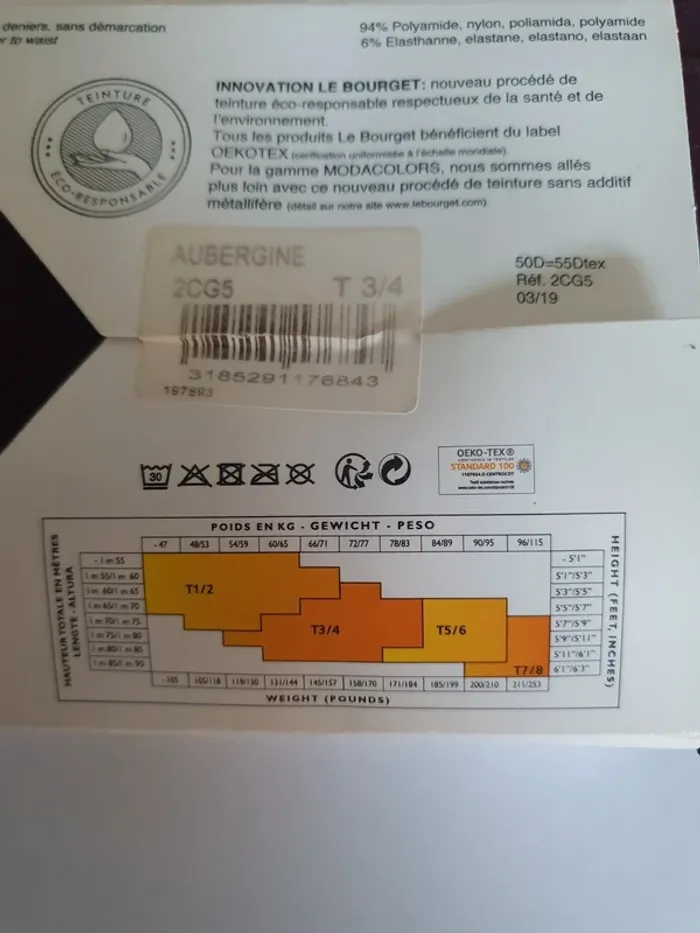 deniers, sans démarcation
er to waist
94% Polyamide, nylon, poliamida, polyamide
6% Elasthanne, elastane, elastano, elastaan
TEINTURE
ÉCO-RESPONSABLE
INNOVATION LE BOURGET: nouveau procédé de
teinture éco-responsable respectueux de la santé et de
l'environnement.
Tous les produits Le Bourget bénéficient du label
OEKOTEX (certification uniformisée à l'échelle mondiale).
Pour la gamme MODACOLORS, nous sommes allés
plus loin avec ce nouveau procédé de teinture sans additif
métallifère (détail sur notre site www.lebourget.com).
AUBERGINE
2CG5 T 3/4
3185291176843
197893
50D=55Dtex
Réf. 2CG5
03/19
30
OEKO-TEX®
STANDARD 100
POIDS EN KG - GEWICHT - PESO
- 47 48/53 54/59 60/65 66/71 72/77 78/83 84/89 90/95 96/115
HAUTEUR TOTALE EN MÈTRES
LENGTE - ALTURA
- 1 m 55
1 m 55/1 m 60
1 m 60/1 m 65
1 m 65/1 m 70
1 m 70/1 m 75
1 m 75/1 m 80
1 m 80/1 m 85
1 m 85/1 m 90
T1/2
T3/4
T5/6
T7/8
- 5'1"
5'1"/5'3"
5'3"/5'5"
5'5"/5'7"
5'7"/5'9"
5'9"/5'11"
5'11"/6'1"
6'1"/6'3"
HEIGHT (FEET, INCHES)
- 105 105/118 119/130 131/144 145/157 158/170 171/184 185/199 200/210 211/253
WEIGHT (POUNDS)